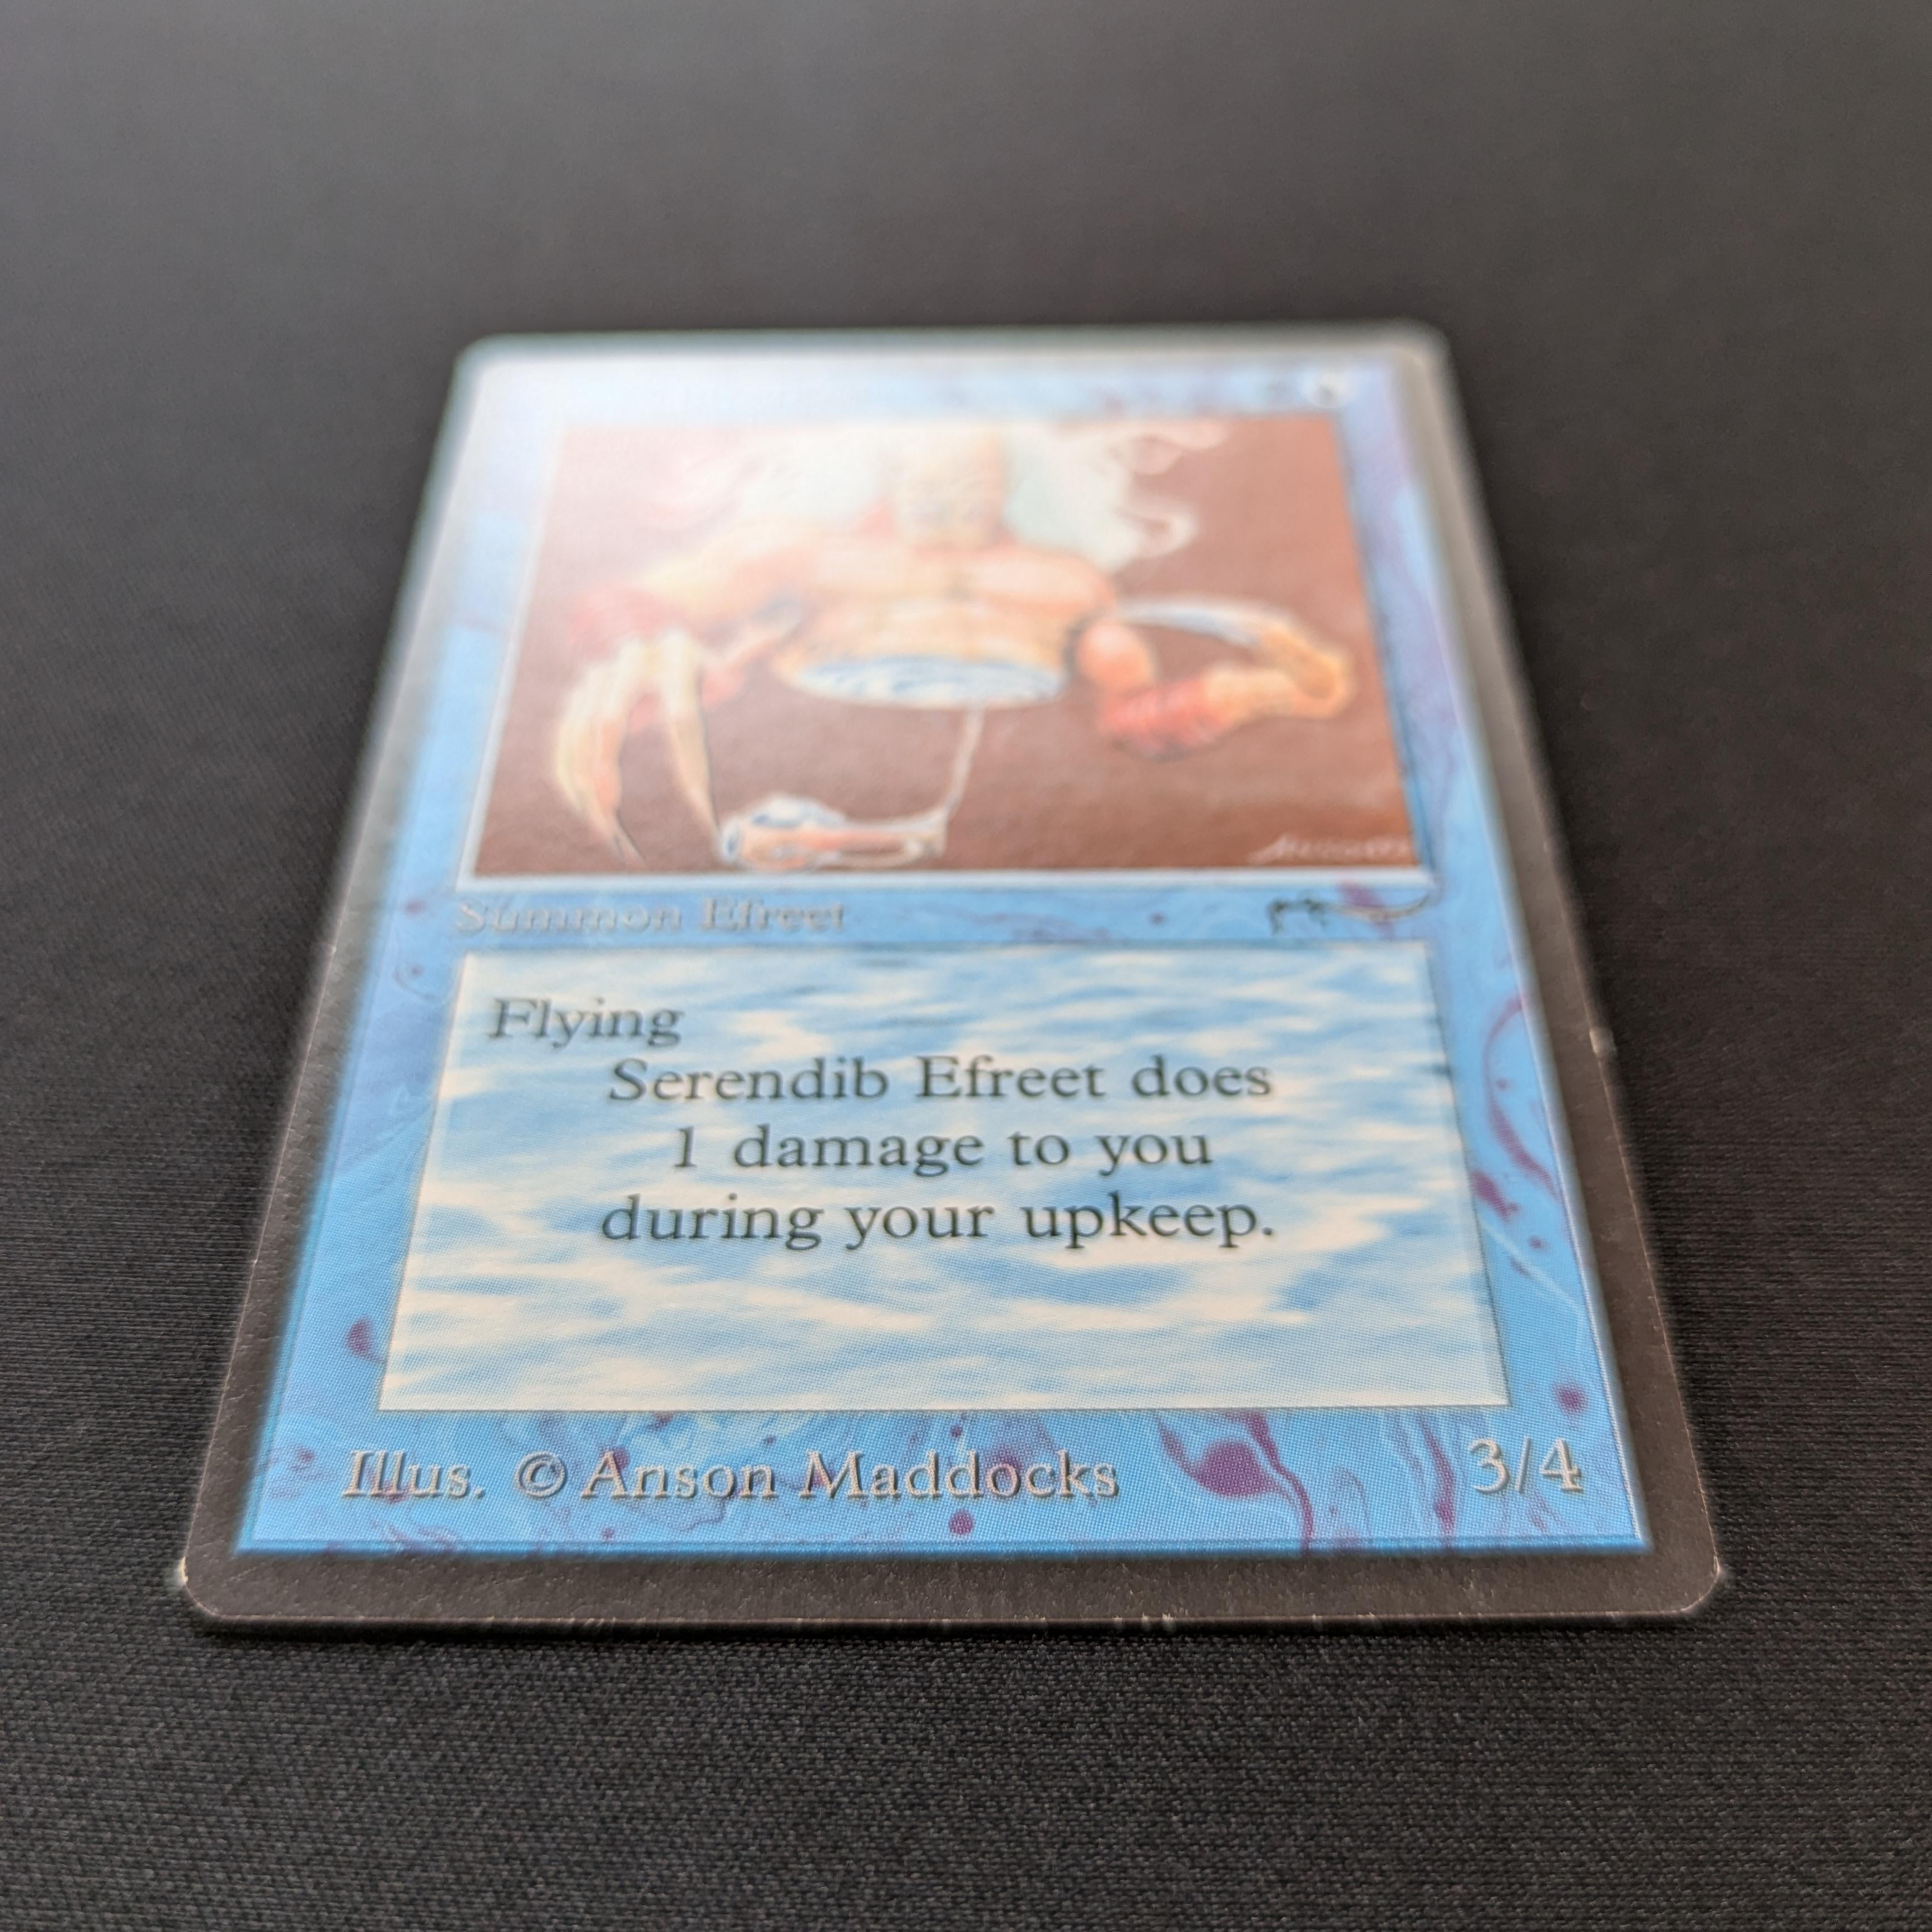 Summon Efreet
Flying
Serendib Efreet does
1 damage to you
during your upkeep.
Illus. © Anson Maddocks
3/4